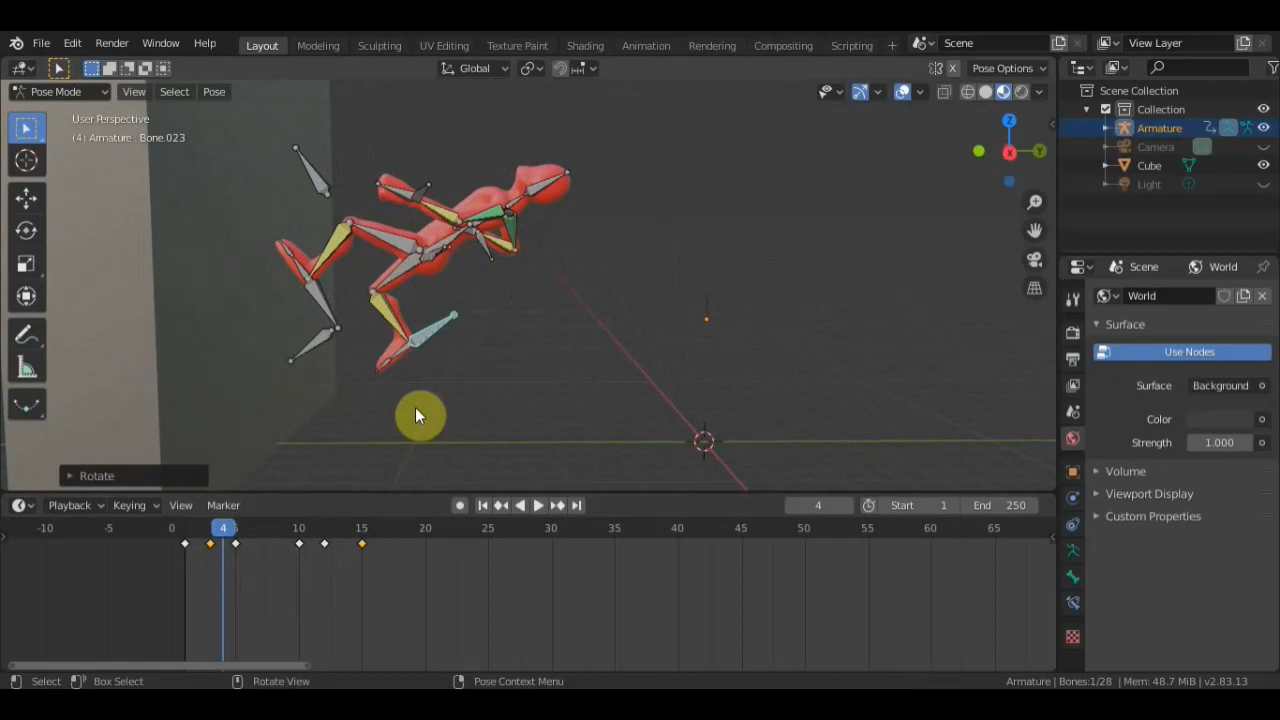 File Edit Render Window Help Layout Modeling Sculpting UV Editing Texture Paint Shading Animation Rendering Compositing Scripting + Scene View Layer
Global X Pose Options
Pose Mode View Select Pose
User Perspective
(4) Armature : Bone.023
Z
X
Y
Rotate
Scene Collection
Collection
Armature
Camera
Cube
Light
Scene World
World
Surface
Use Nodes
Surface Background
Color
Strength 1.000
Volume
Viewport Display
Custom Properties
Playback Keying View Marker 4 Start 1 End 250
-10 -5 0 4 10 15 20 25 30 35 40 45 50 55 60 65
Select Box Select Rotate View Pose Context Menu Armature | Bones:1/28 | Mem: 48.7 MiB | v2.83.13